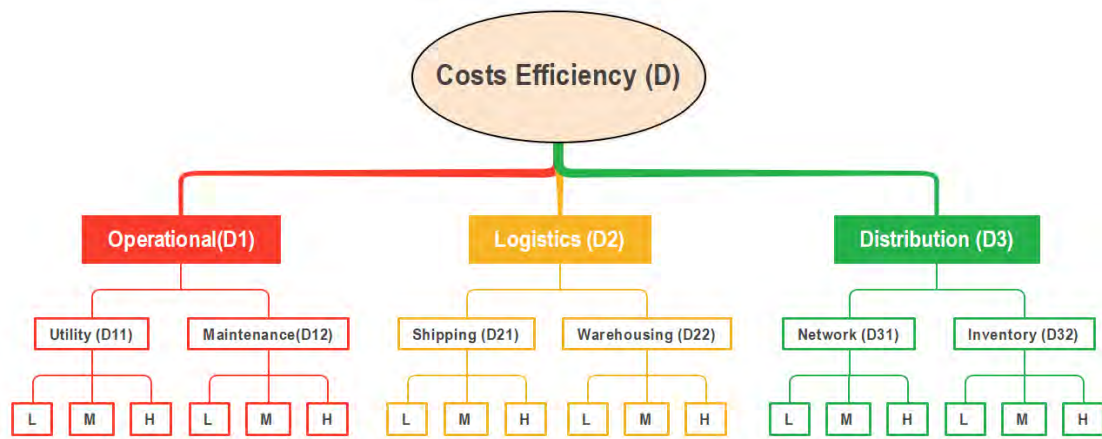 Costs Efficiency (D)
Operational(D1)
Logistics (D2)
Distribution (D3)
Utility (D11)
Maintenance(D12)
Shipping (D21)
Warehousing (D22)
Network (D31)
Inventory (D32)
L M H L M H L M H L M H L M H L M H